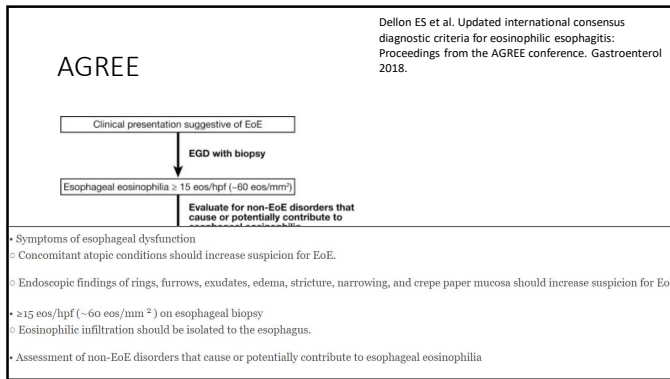 AGREE
Dellon ES et al. Updated international consensus
diagnostic criteria for eosinophilic esophagitis:
Proceedings from the AGREE conference. Gastroenterol
2018.
Clinical presentation suggestive of EoE
EGD with biopsy
Esophageal eosinophilia ≥ 15 eos/hpf (~60 eos/mm²)
Evaluate for non-EoE disorders that
cause or potentially contribute to
esophageal eosinophilia
• Symptoms of esophageal dysfunction
○ Concomitant atopic conditions should increase suspicion for EoE.
○ Endoscopic findings of rings, furrows, exudates, edema, stricture, narrowing, and crepe paper mucosa should increase suspicion for Eo
• ≥15 eos/hpf (~60 eos/mm ²) on esophageal biopsy
○ Eosinophilic infiltration should be isolated to the esophagus.
• Assessment of non-EoE disorders that cause or potentially contribute to esophageal eosinophilia